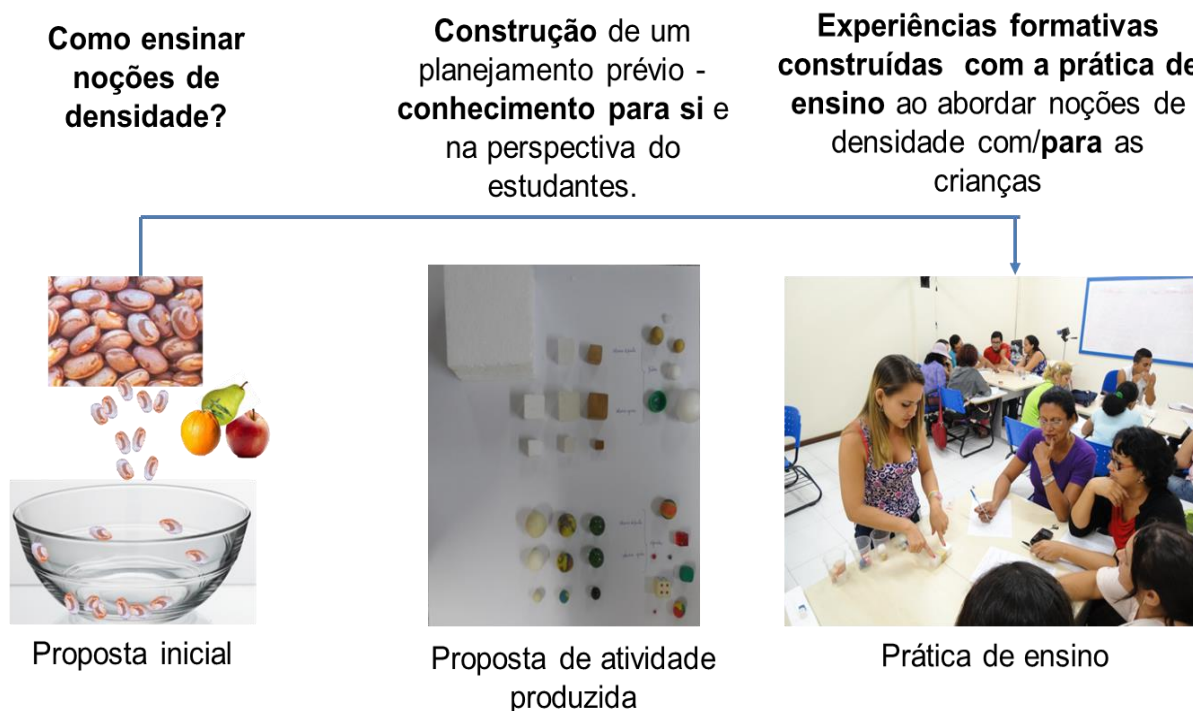 Como ensinar
noções de
densidade?
Construção de um
planejamento prévio -
conhecimento para si e
na perspectiva do
estudantes.
Experiências formativas
construídas com a prática de
ensino ao abordar noções de
densidade com/para as
crianças
Proposta inicial
Proposta de atividade
produzida
Prática de ensino